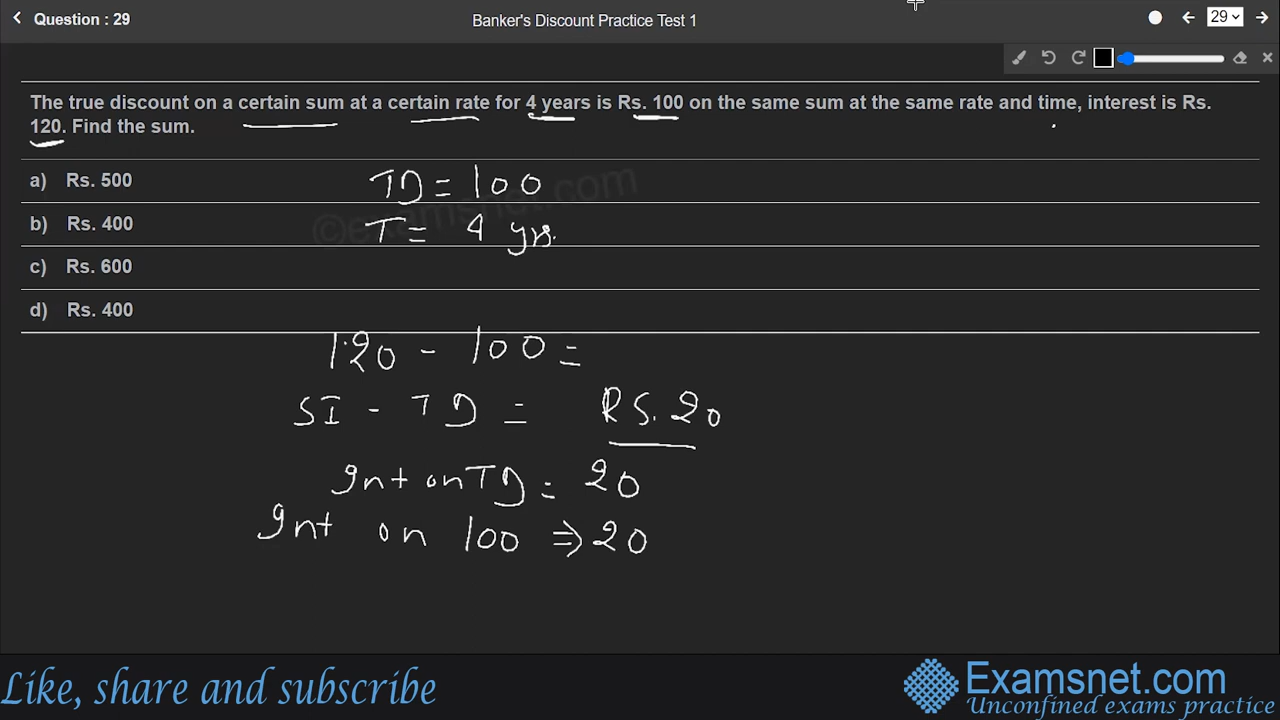 Question : 29
Banker's Discount Practice Test 1
29
The true discount on a certain sum at a certain rate for 4 years is Rs. 100 on the same sum at the same rate and time, interest is Rs.
120. Find the sum.
a) Rs. 500
b) Rs. 400
c) Rs. 600
d) Rs. 400
©examsnet.com
TD = 100
T = 4 yrs.
120 - 100 =
SI - TD = RS. 20
Int on TD = 20
Int on 100 ⇒ 20
Like, share and subscribe
Examsnet.com
Unconfined exams practice